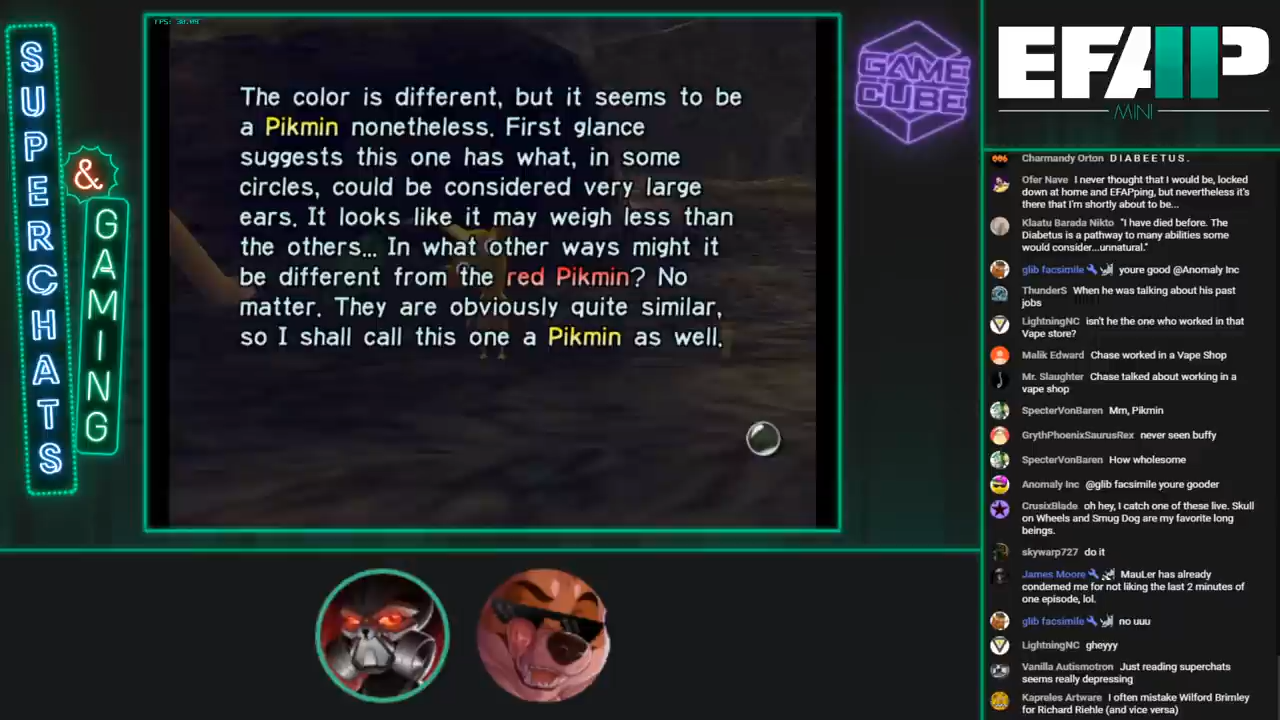 FPS: 30.09
SUPERCHATS
&
GAMING
The color is different, but it seems to be
a Pikmin nonetheless. First glance
suggests this one has what, in some
circles, could be considered very large
ears. It looks like it may weigh less than
the others... In what other ways might it
be different from the red Pikmin? No
matter. They are obviously quite similar,
so I shall call this one a Pikmin as well.
GAME
CUBE
EFAP
MINI
Charmandy Orton D I A B E E T U S .
Ofer Nave I never thought that I would be, locked
down at home and EFAPping, but nevertheless it's
there that I'm shortly about to be...
Klaatu Barada Nikto "I have died before. The
Diabetus is a pathway to many abilities some
would consider...unnatural."
glib facsimile youre good @Anomaly Inc
ThunderS When he was talking about his past
jobs
LightningNC isn't he the one who worked in that
Vape store?
Malik Edward Chase worked in a Vape Shop
Mr. Slaughter Chase talked about working in a
vape shop
SpecterVonBaren Mm, Pikmin
GrythPhoenixSaurusRex never seen buffy
SpecterVonBaren How wholesome
Anomaly Inc @glib facsimile youre gooder
CrusixBlade oh hey, I catch one of these live. Skull
on Wheels and Smug Dog are my favorite long
beings.
skywarp727 do it
James Moore MauLer has already
condemed me for not liking the last 2 minutes of
one episode, lol.
glib facsimile no uuu
LightningNC gheyyy
Vanilla Autismotron Just reading superchats
seems really depressing
Kapreles Artware I often mistake Wilford Brimley
for Richard Riehle (and vice versa)